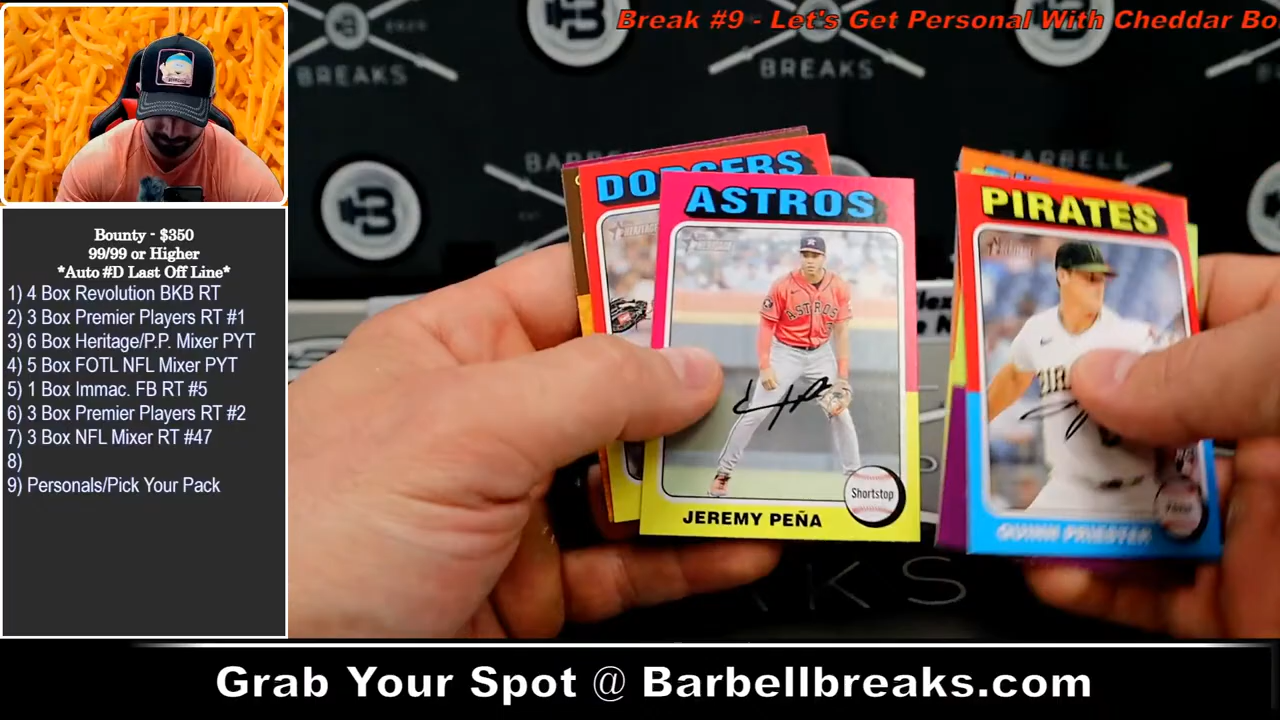 Break #9 - Let's Get Personal With Cheddar Bo
BREAKS
BREAKS
BARBELL
Bounty - $350
99/99 or Higher
*Auto #D Last Off Line*
1) 4 Box Revolution BKB RT
2) 3 Box Premier Players RT #1
3) 6 Box Heritage/P.P. Mixer PYT
4) 5 Box FOTL NFL Mixer PYT
5) 1 Box Immac. FB RT #5
6) 3 Box Premier Players RT #2
7) 3 Box NFL Mixer RT #47
8)
9) Personals/Pick Your Pack
DODGERS
ASTROS
Shortstop
JEREMY PEÑA
PIRATES
QUINN PRIESTER
Grab Your Spot @ Barbellbreaks.com